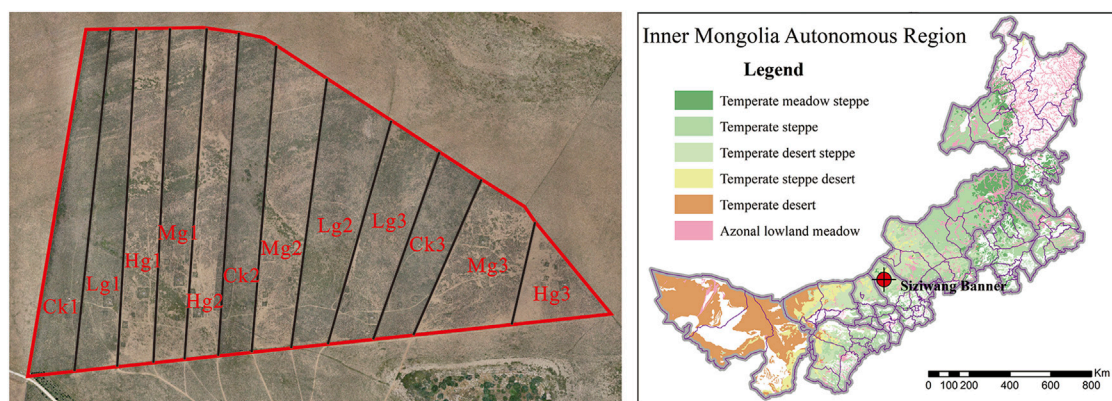 Ck1
Lg1
Hg1
Mg1
Hg2
Ck2
Mg2
Lg2
Lg3
Ck3
Mg3
Hg3
Inner Mongolia Autonomous Region
Legend
Temperate meadow steppe
Temperate steppe
Temperate desert steppe
Temperate steppe desert
Temperate desert
Azonal lowland meadow
Siziwang Banner
Km
0 100 200 400 600 800